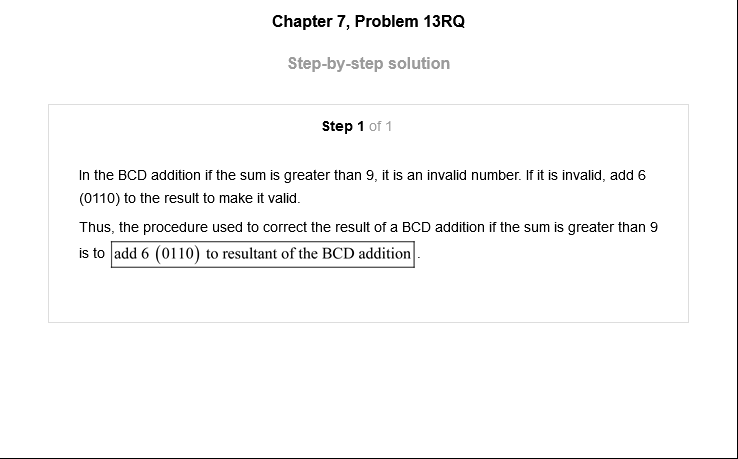 Chapter 7, Problem 13RQ
Step-by-step solution
Step 1 of 1
In the BCD addition if the sum is greater than 9, it is an invalid number. If it is invalid, add 6
(0110) to the result to make it valid.
Thus, the procedure used to correct the result of a BCD addition if the sum is greater than 9
is to add 6 (0110) to resultant of the BCD addition.